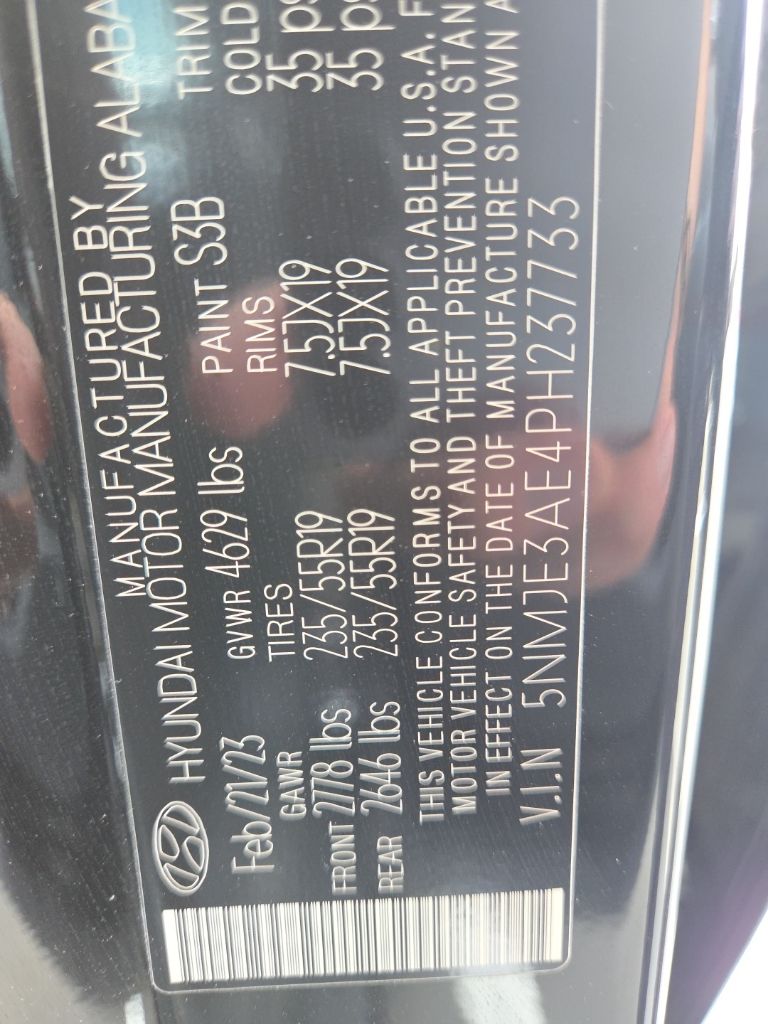 MANUFACTURED BY
HYUNDAI MOTOR MANUFACTURING ALABA
Feb/21/23 GVWR 4629 lbs PAINT S3B TRIM
GAWR TIRES RIMS COLD
FRONT 2778 lbs 235/55R19 7.5JX19 35 ps
REAR 2646 lbs 235/55R19 7.5JX19 35 ps
THIS VEHICLE CONFORMS TO ALL APPLICABLE U.S.A. F
MOTOR VEHICLE SAFETY AND THEFT PREVENTION STAN
IN EFFECT ON THE DATE OF MANUFACTURE SHOWN A
V.I.N 5NMJE3AE4PH237733